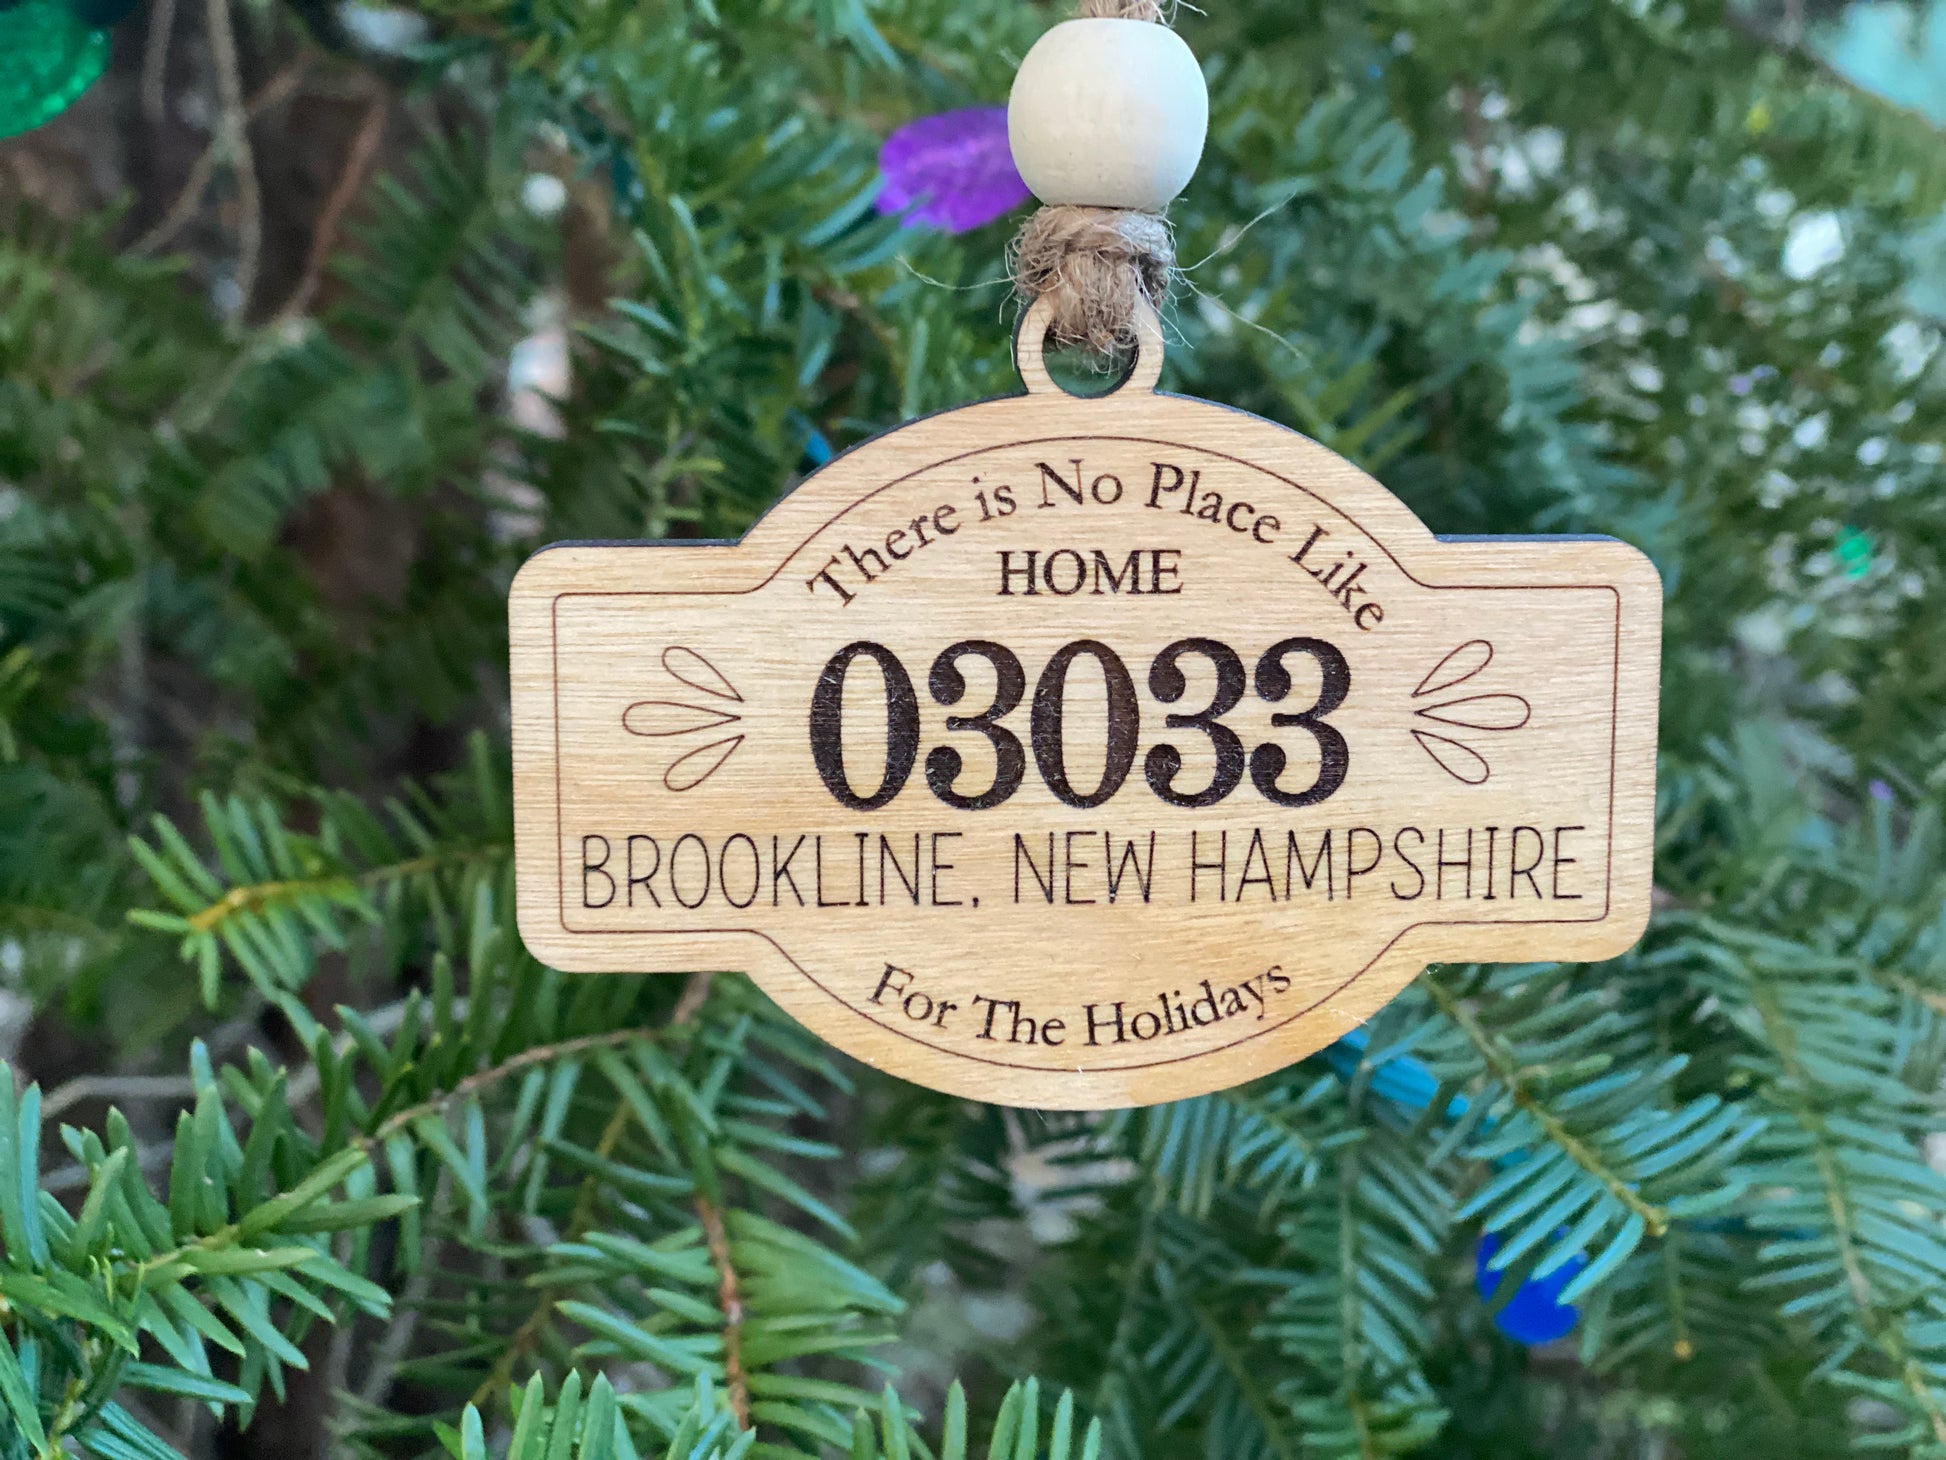 There is No Place Like
HOME
03033
BROOKLINE, NEW HAMPSHIRE
For The Holidays